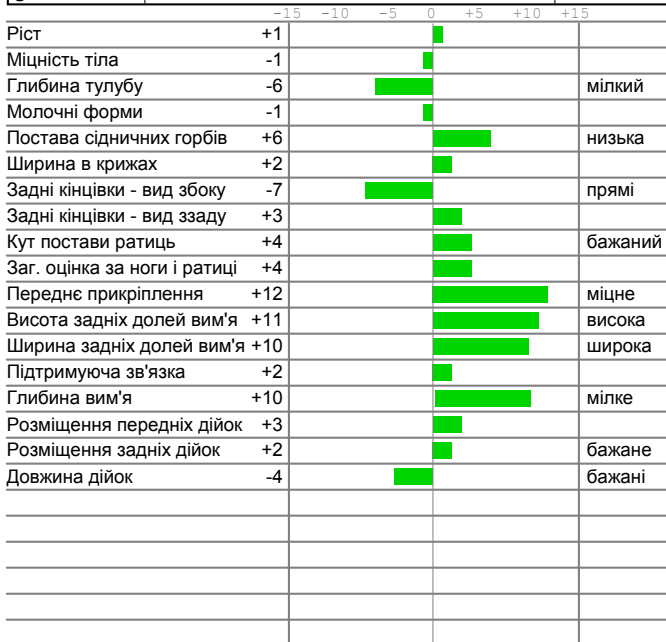 -15 -10 -5 0 +5 +10 +15
Ріст +1
Міцність тіла -1
Глибина тулубу -6 мілкий
Молочні форми -1
Постава сідничних горбів +6 низька
Ширина в крижах +2
Задні кінцівки - вид збоку -7 прямі
Задні кінцівки - вид ззаду +3
Кут постави ратиць +4 бажаний
Заг. оцінка за ноги і ратиці +4
Переднє прикріплення +12 міцне
Висота задніх долей вим'я +11 висока
Ширина задніх долей вим'я +10 широка
Підтримуюча зв'язка +2
Глибина вим'я +10 мілке
Розміщення передніх дійок +3
Розміщення задніх дійок +2 бажане
Довжина дійок -4 бажані